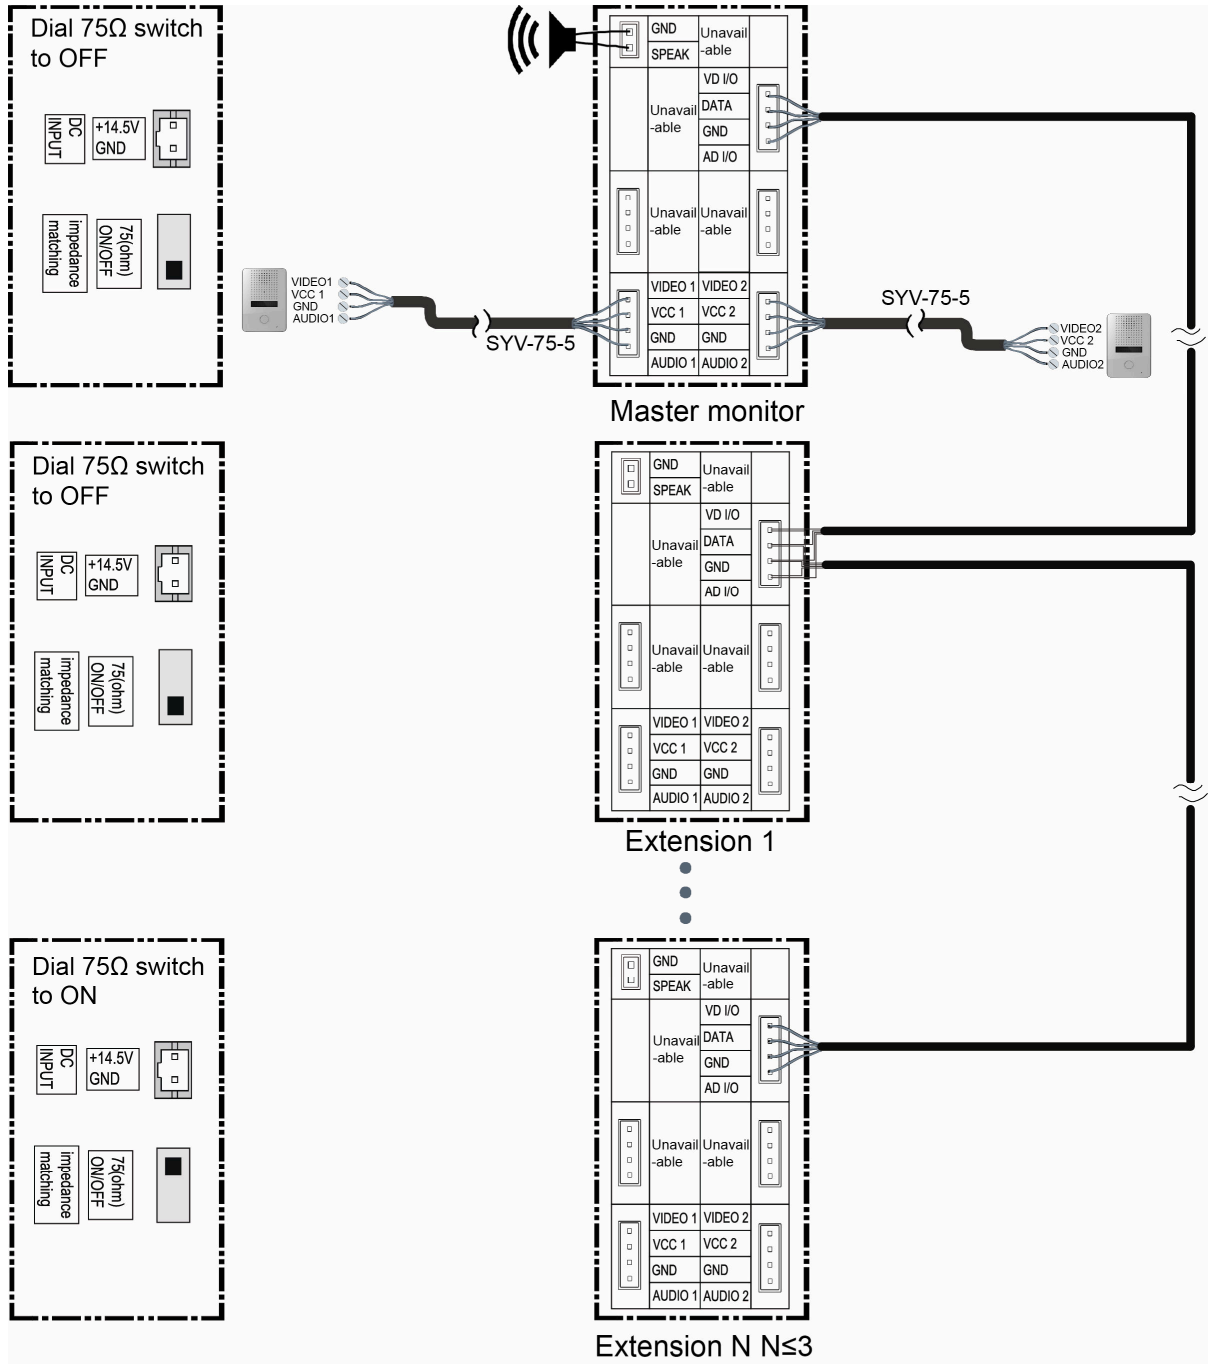 Dial 75Ω switch
to OFF
DC
INPUT
+14.5V
GND
impedance
matching
75(ohm)
ON/OFF
VIDEO1
VCC 1
GND
AUDIO1
SYV-75-5
GND
SPEAK
Unavail
-able
Unavail
-able
VD I/O
DATA
GND
AD I/O
Unavail
-able
Unavail
-able
VIDEO 1
VIDEO 2
VCC 1
VCC 2
GND
GND
AUDIO 1
AUDIO 2
SYV-75-5
VIDEO2
VCC 2
GND
AUDIO2
Master monitor
Dial 75Ω switch
to OFF
DC
INPUT
+14.5V
GND
impedance
matching
75(ohm)
ON/OFF
GND
SPEAK
Unavail
-able
Unavail
-able
VD I/O
DATA
GND
AD I/O
Unavail
-able
Unavail
-able
VIDEO 1
VIDEO 2
VCC 1
VCC 2
GND
GND
AUDIO 1
AUDIO 2
Extension 1
Dial 75Ω switch
to ON
DC
INPUT
+14.5V
GND
impedance
matching
75(ohm)
ON/OFF
GND
SPEAK
Unavail
-able
Unavail
-able
VD I/O
DATA
GND
AD I/O
Unavail
-able
Unavail
-able
VIDEO 1
VIDEO 2
VCC 1
VCC 2
GND
GND
AUDIO 1
AUDIO 2
Extension N N≤3